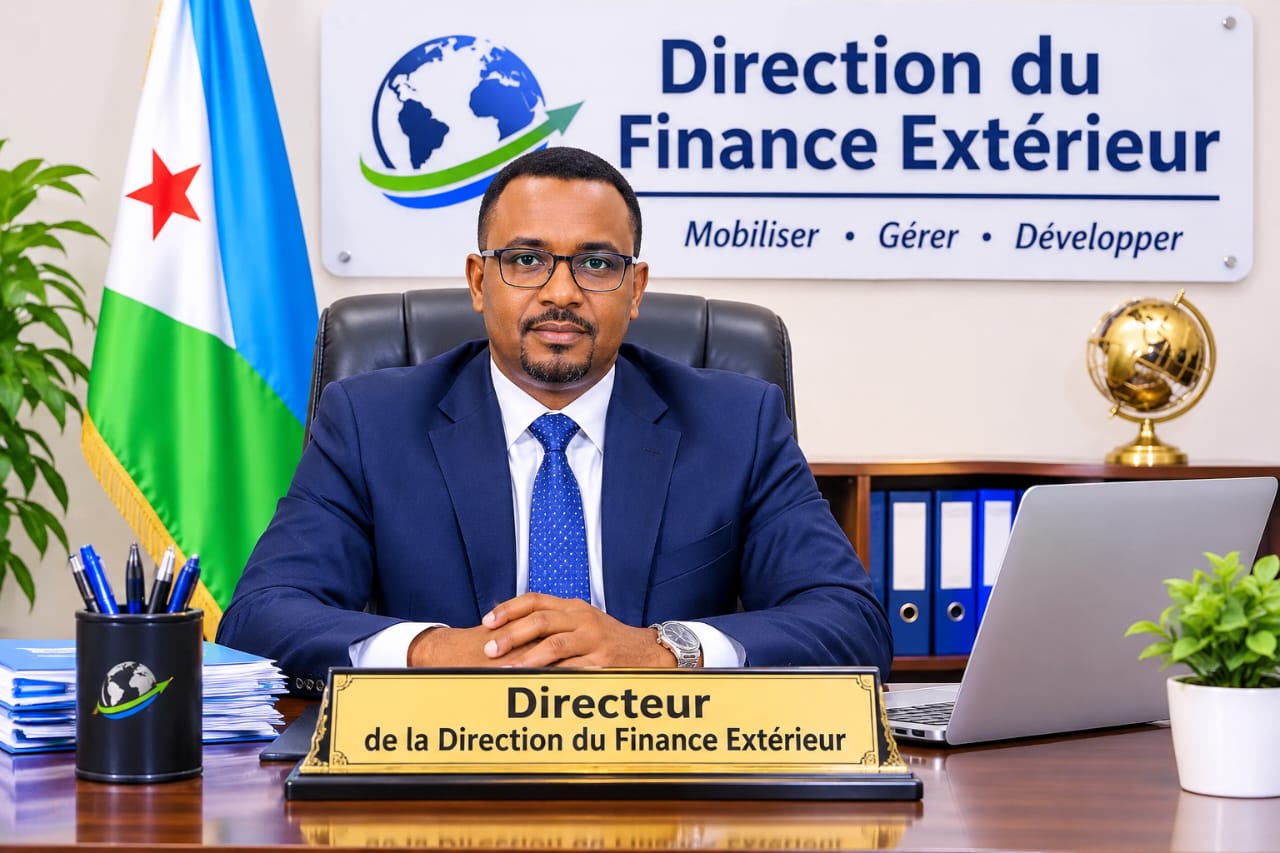 Direction du
Finance Extérieur
Mobiliser • Gérer • Développer
Directeur
de la Direction du Finance Extérieur